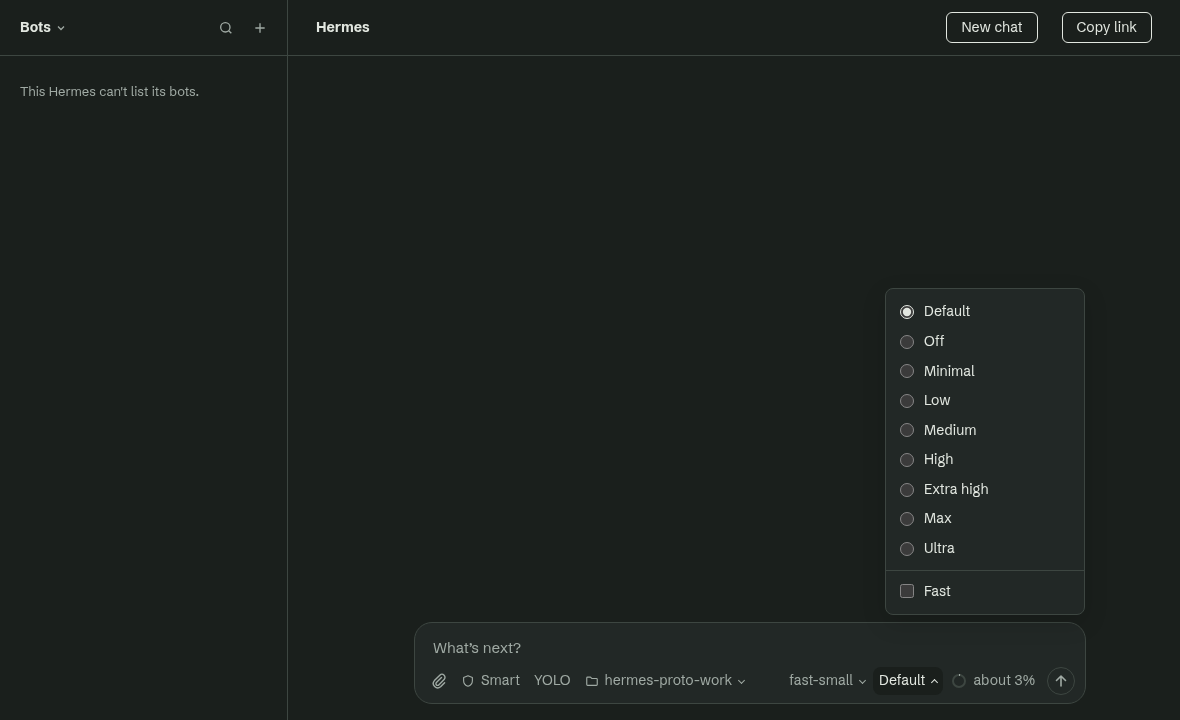 Bots
Hermes
New chat
Copy link
This Hermes can't list its bots.
Default
Off
Minimal
Low
Medium
High
Extra high
Max
Ultra
Fast
What's next?
Smart YOLO hermes-proto-work fast-small Default about 3%